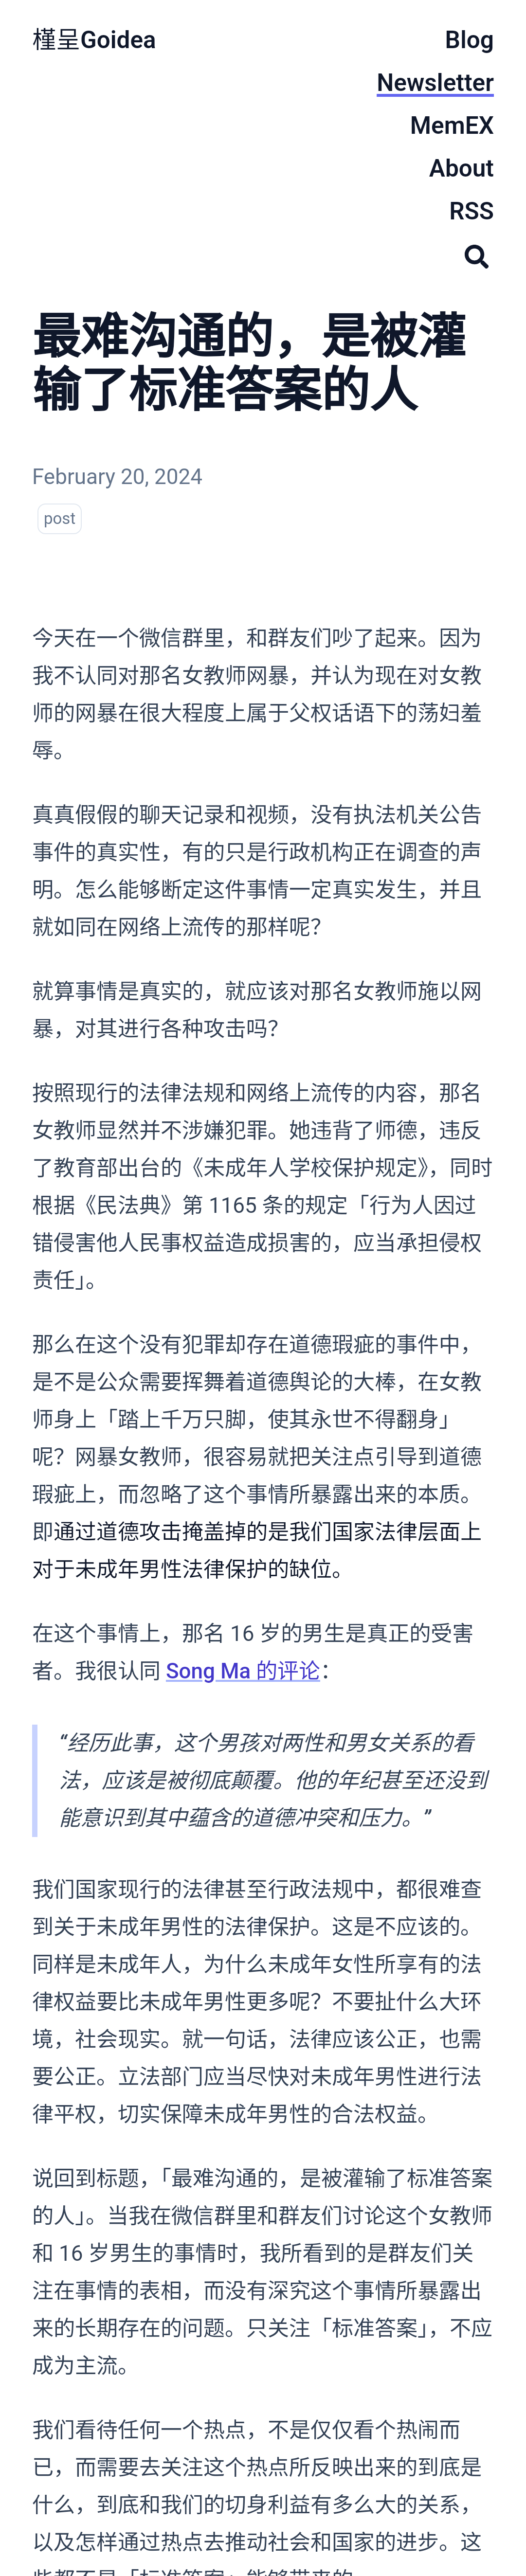 槿呈Goidea
Blog
Newsletter
MemEX
About
RSS
最难沟通的，是被灌
输了标准答案的人
February 20, 2024
post
今天在一个微信群里，和群友们吵了起来。因为
我不认同对那名女教师网暴，并认为现在对女教
师的网暴在很大程度上属于父权话语下的荡妇羞
辱。
真真假假的聊天记录和视频，没有执法机关公告
事件的真实性，有的只是行政机构正在调查的声
明。怎么能够断定这件事情一定真实发生，并且
就如同在网络上流传的那样呢？
就算事情是真实的，就应该对那名女教师施以网
暴，对其进行各种攻击吗？
按照现行的法律法规和网络上流传的内容，那名
女教师显然并不涉嫌犯罪。她违背了师德，违反
了教育部出台的《未成年人学校保护规定》，同时
根据《民法典》第 1165 条的规定「行为人因过
错侵害他人民事权益造成损害的，应当承担侵权
责任」。
那么在这个没有犯罪却存在道德瑕疵的事件中，
是不是公众需要挥舞着道德舆论的大棒，在女教
师身上「踏上千万只脚，使其永世不得翻身」
呢？网暴女教师，很容易就把关注点引导到道德
瑕疵上，而忽略了这个事情所暴露出来的本质。
即通过道德攻击掩盖掉的是我们国家法律层面上
对于未成年男性法律保护的缺位。
在这个事情上，那名 16 岁的男生是真正的受害
者。我很认同 Song Ma 的评论：
“经历此事，这个男孩对两性和男女关系的看
法，应该是被彻底颠覆。他的年纪甚至还没到
能意识到其中蕴含的道德冲突和压力。”
我们国家现行的法律甚至行政法规中，都很难查
到关于未成年男性的法律保护。这是不应该的。
同样是未成年人，为什么未成年女性所享有的法
律权益要比未成年男性更多呢？不要扯什么大环
境，社会现实。就一句话，法律应该公正，也需
要公正。立法部门应当尽快对未成年男性进行法
律平权，切实保障未成年男性的合法权益。
说回到标题，「最难沟通的，是被灌输了标准答案
的人」。当我在微信群里和群友们讨论这个女教师
和 16 岁男生的事情时，我所看到的是群友们关
注在事情的表相，而没有深究这个事情所暴露出
来的长期存在的问题。只关注「标准答案」，不应
成为主流。
我们看待任何一个热点，不是仅仅看个热闹而
已，而需要去关注这个热点所反映出来的到底是
什么，到底和我们的切身利益有多么大的关系，
以及怎样通过热点去推动社会和国家的进步。这